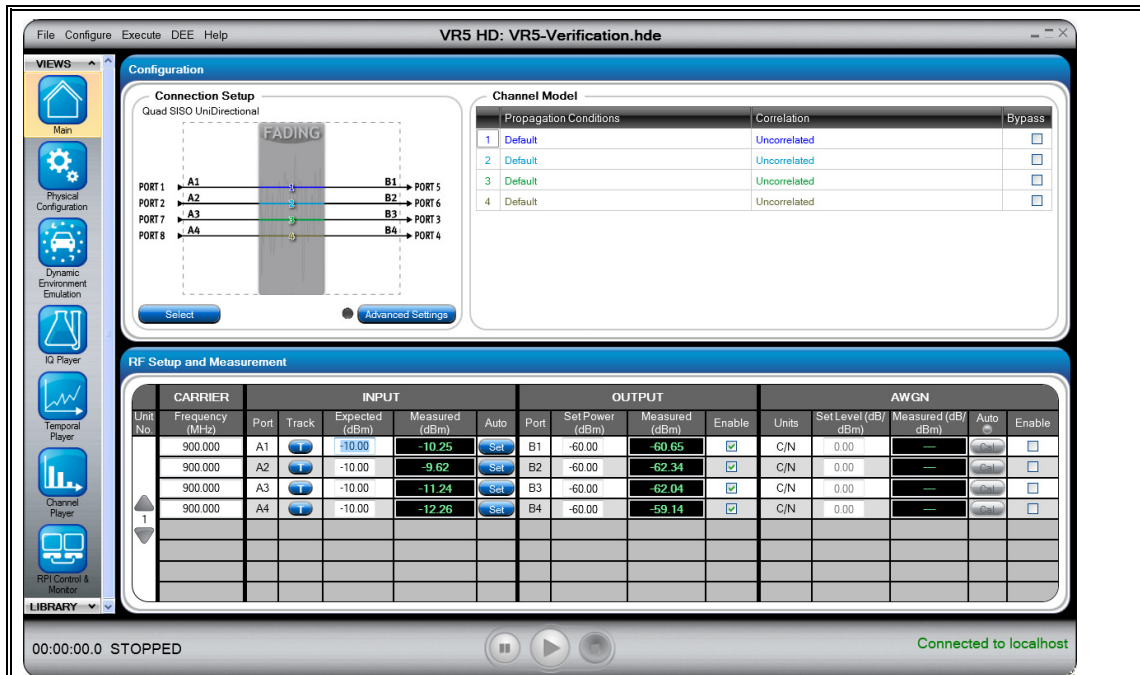 File Configure Execute DEE Help
VR5 HD: VR5-Verification.hde
VIEWS
Main
Physical
Configuration
Dynamic
Environment
Emulation
IQ Player
Temporal
Player
Channel
Player
RPI Control &
Monitor
LIBRARY
Configuration
Connection Setup
Quad SISO UniDirectional
FADING
PORT 1 A1 1 B1 PORT 5
PORT 2 A2 2 B2 PORT 6
PORT 7 A3 3 B3 PORT 3
PORT 8 A4 4 B4 PORT 4
Select
Advanced Settings
Channel Model
Propagation Conditions Correlation Bypass
1 Default Uncorrelated
2 Default Uncorrelated
3 Default Uncorrelated
4 Default Uncorrelated
RF Setup and Measurement
CARRIER INPUT OUTPUT AWGN
Unit No. Frequency (MHz) Port Track Expected (dBm) Measured (dBm) Auto Port Set Power (dBm) Measured (dBm) Enable Units Set Level (dB/ dBm) Measured (dB/ dBm) Auto Enable
900.000 A1 T -10.00 -10.25 Set B1 -60.00 -60.65 C/N 0.00 — Cal
900.000 A2 T -10.00 -9.62 Set B2 -60.00 -62.34 C/N 0.00 — Cal
900.000 A3 T -10.00 -11.24 Set B3 -60.00 -62.04 C/N 0.00 — Cal
900.000 A4 T -10.00 -12.26 Set B4 -60.00 -59.14 C/N 0.00 — Cal
1
00:00:00.0 STOPPED
Connected to localhost